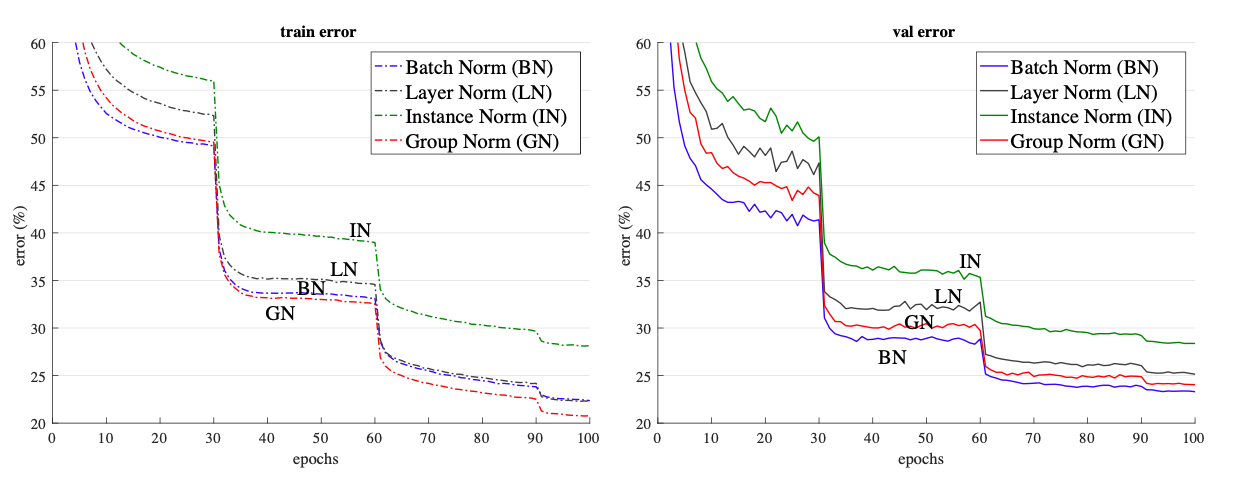 train error
60
55
50
45
40
35
30
25
20
error (%)
0 10 20 30 40 50 60 70 80 90 100
epochs
Batch Norm (BN)
Layer Norm (LN)
Instance Norm (IN)
Group Norm (GN)
IN
LN
BN
GN
val error
60
55
50
45
40
35
30
25
20
error (%)
0 10 20 30 40 50 60 70 80 90 100
epochs
Batch Norm (BN)
Layer Norm (LN)
Instance Norm (IN)
Group Norm (GN)
IN
LN
GN
BN